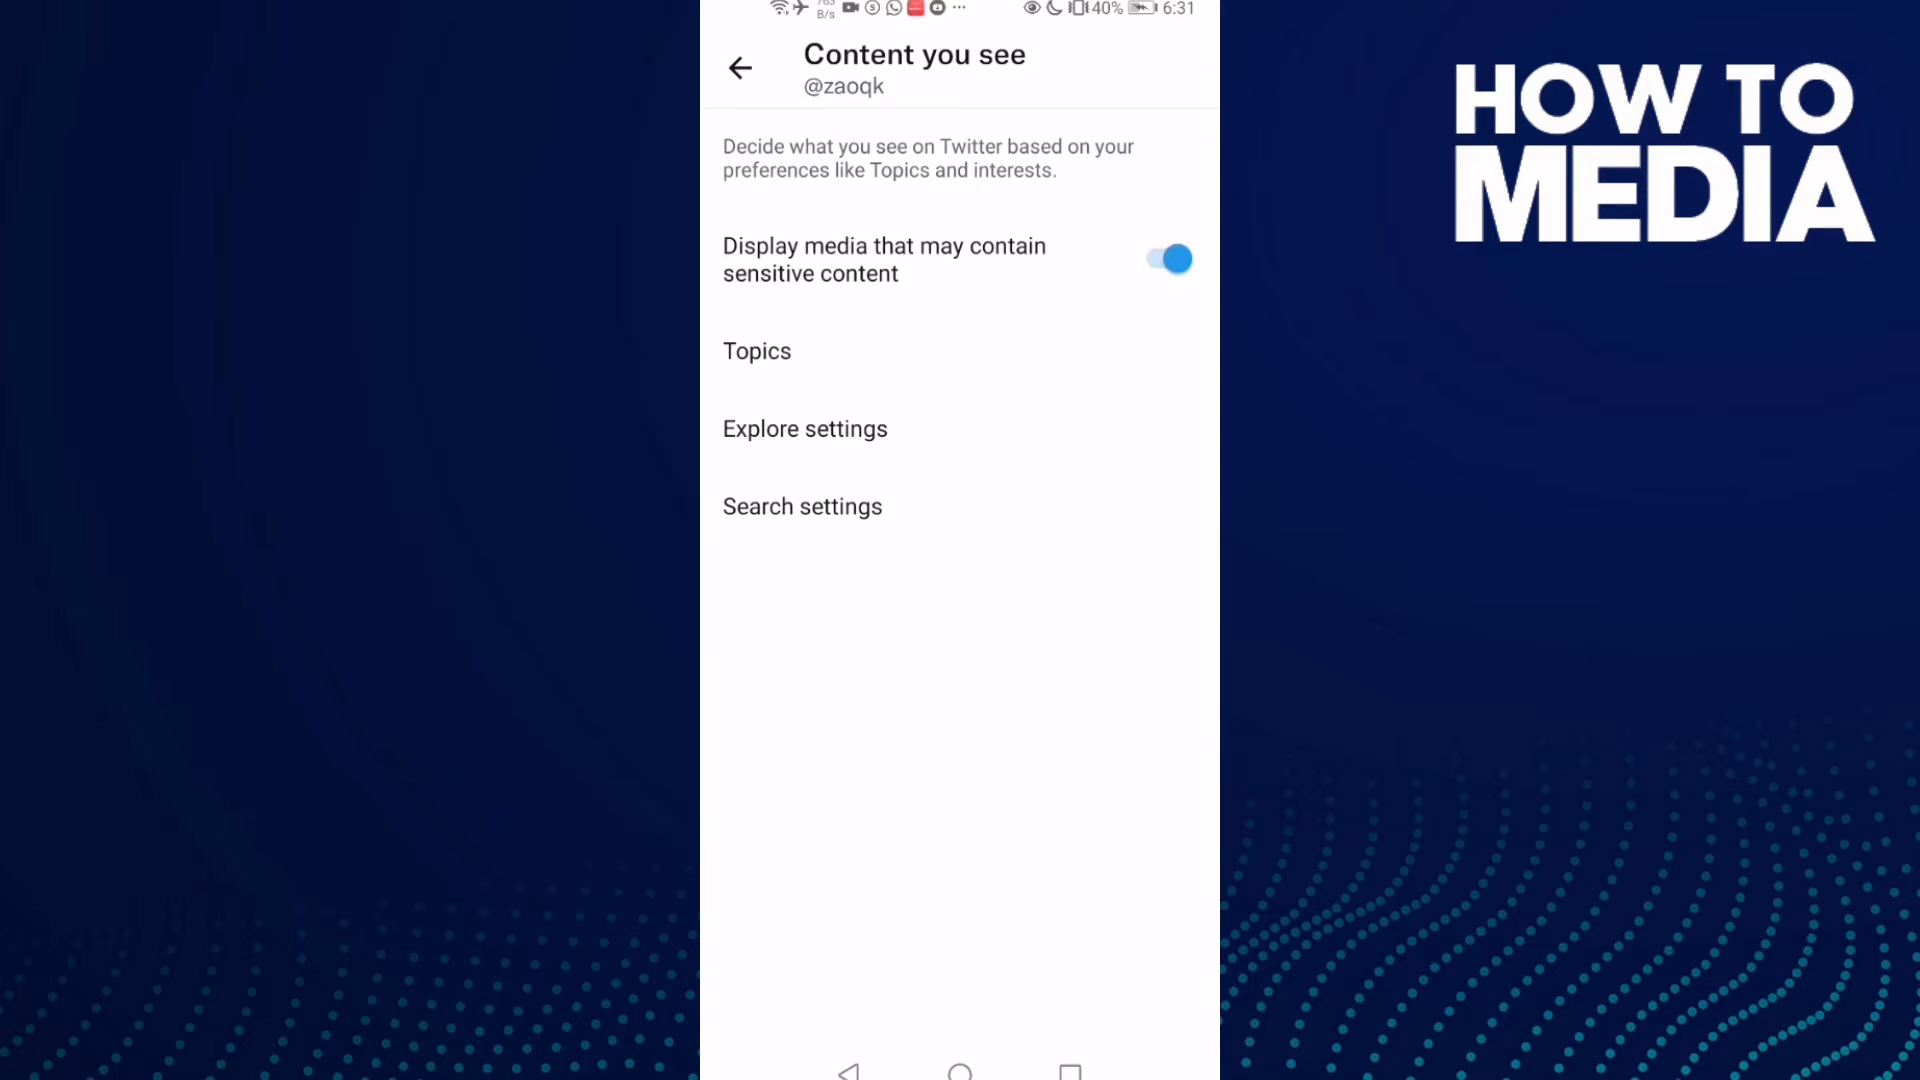 B/s 40% 6:31
Content you see
@zaoqk
Decide what you see on Twitter based on your
preferences like Topics and interests.
Display media that may contain
sensitive content
Topics
Explore settings
Search settings
HOW TO
MEDIA